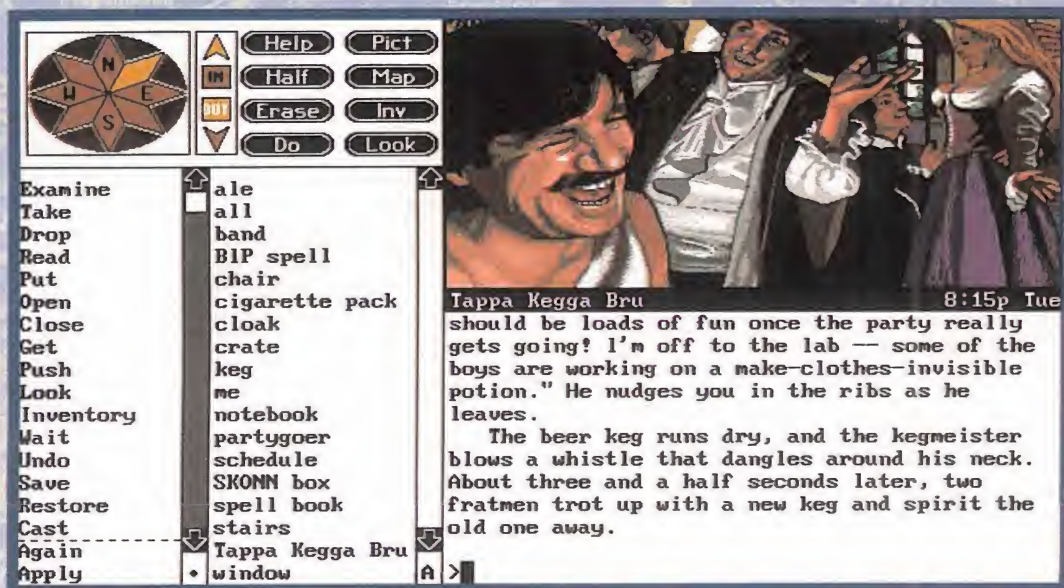 N
W E
S
IN
OUT
Help Pict
Half Map
Erase Inv
Do Look
Examine
Take
Drop
Read
Put
Open
Close
Get
Push
Look
Inventory
Wait
Undo
Save
Restore
Cast
Again
Apply
ale
all
band
BIP spell
chair
cigarette pack
cloak
crate
keg
me
notebook
partygoer
schedule
SKONN box
spell book
stairs
Tappa Kegga Bru
window
A
Tappa Kegga Bru 8:15p Tue
should be loads of fun once the party really
gets going! I'm off to the lab -- some of the
boys are working on a make-clothes-invisible
potion." He nudges you in the ribs as he
leaves.
The beer keg runs dry, and the kegmeister
blows a whistle that dangles around his neck.
About three and a half seconds later, two
fratmen trot up with a new keg and spirit the
old one away.
>